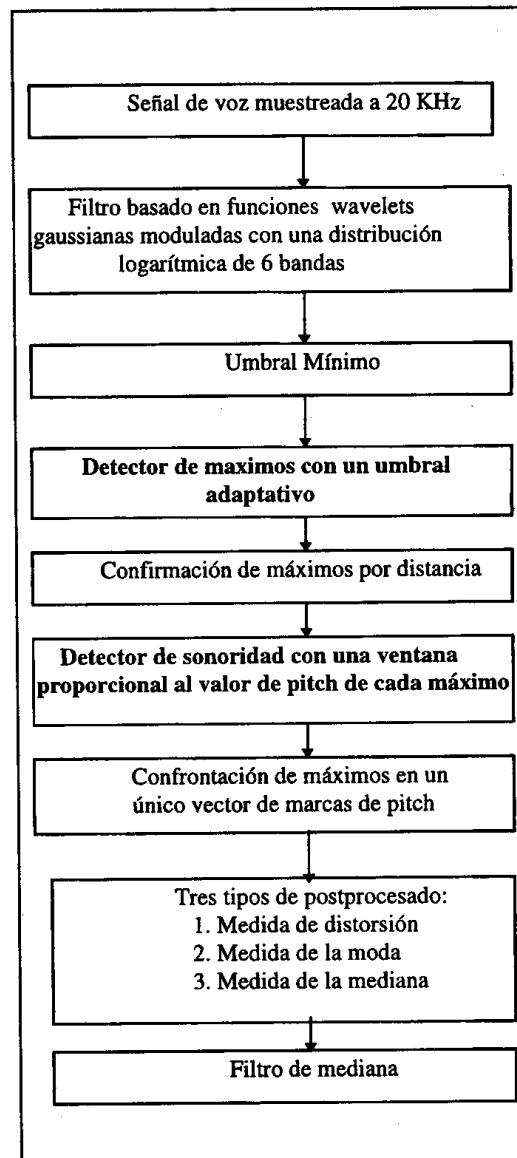 Señal de voz muestreada a 20 KHz
Filtro basado en funciones wavelets
gaussianas moduladas con una distribución
logarítmica de 6 bandas
Umbral Mínimo
Detector de maximos con un umbral
adaptativo
Confirmación de máximos por distancia
Detector de sonoridad con una ventana
proporcional al valor de pitch de cada máximo
Confrontación de máximos en un
único vector de marcas de pitch
Tres tipos de postprocesado:
1. Medida de distorsión
2. Medida de la moda
3. Medida de la mediana
Filtro de mediana